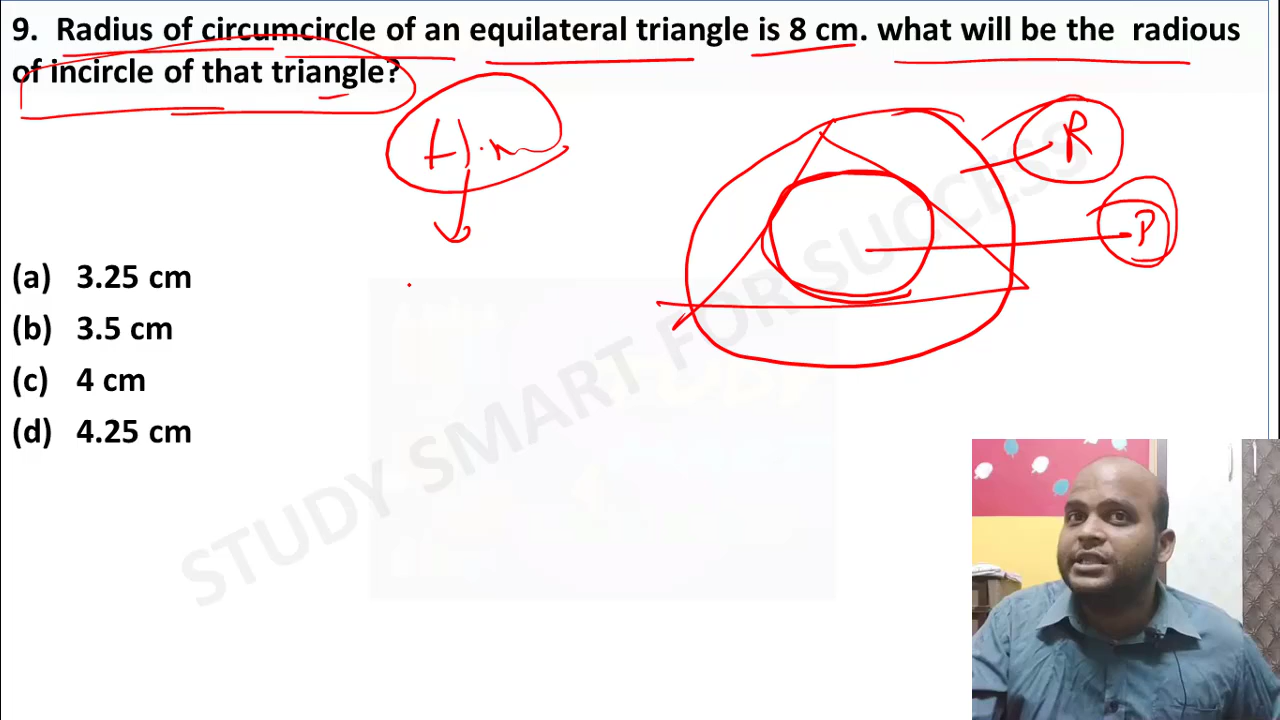 9. Radius of circumcircle of an equilateral triangle is 8 cm. what will be the radious
of incircle of that triangle?
R
(a) 3.25 cm
(b) 3.5 cm
(c) 4 cm
(d) 4.25 cm
STUDY SMART FOR SUCCESS